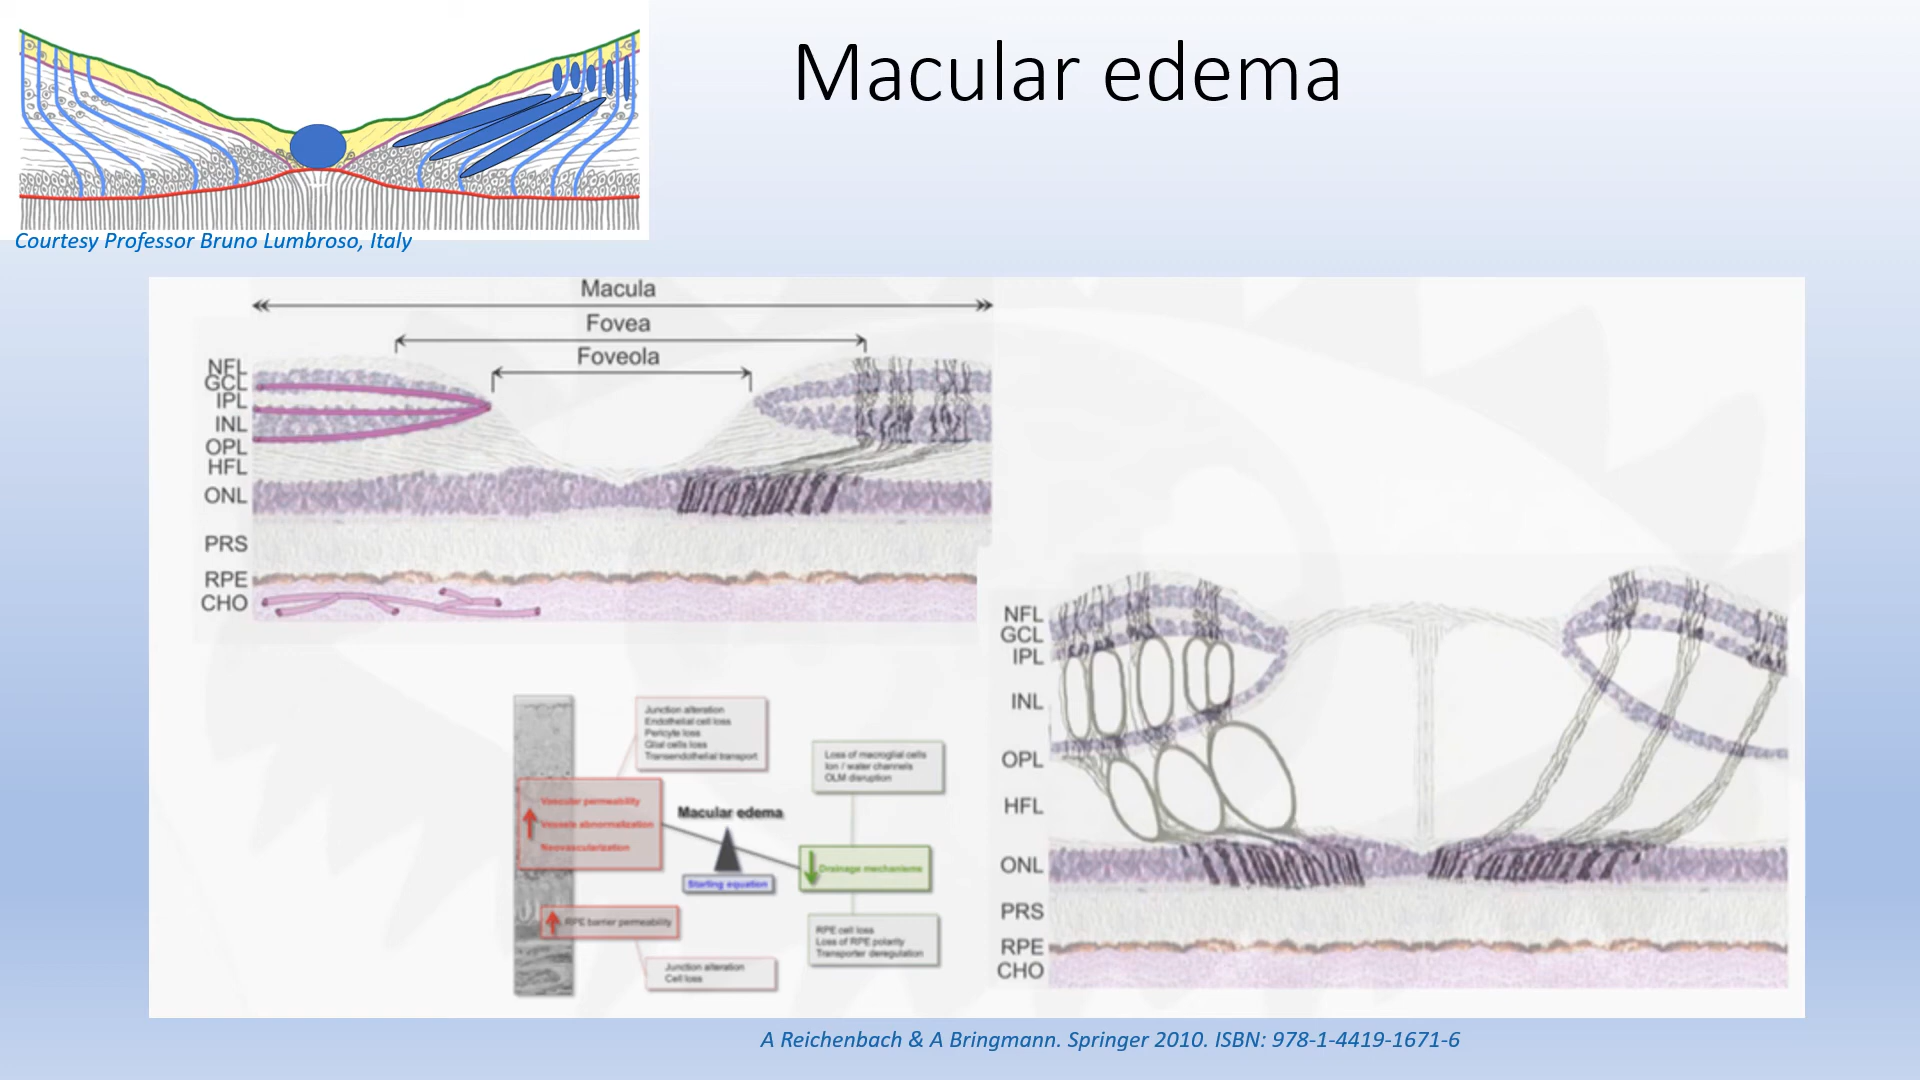 Macular edema
Courtesy Professor Bruno Lumbroso, Italy
Macula
Fovea
Foveola
NFL
GCL
IPL
INL
OPL
HFL
ONL
PRS
RPE
CHO
NFL
GCL
IPL
INL
OPL
HFL
ONL
PRS
RPE
CHO
Junction alteration
Endothelial cell loss
Pericyte loss
Glial cells loss
Transendothelial transport
Loss of macroglial cells
Ion / water channels
OLM disruption
Vascular permeability
Vessels abnormalization
Neovascularization
Macular edema
Starling equation
Drainage mechanisms
RPE barrier permeability
RPE cell loss
Loss of RPE polarity
Transporter deregulation
Junction alteration
Cell loss
A Reichenbach & A Bringmann. Springer 2010. ISBN: 978-1-4419-1671-6